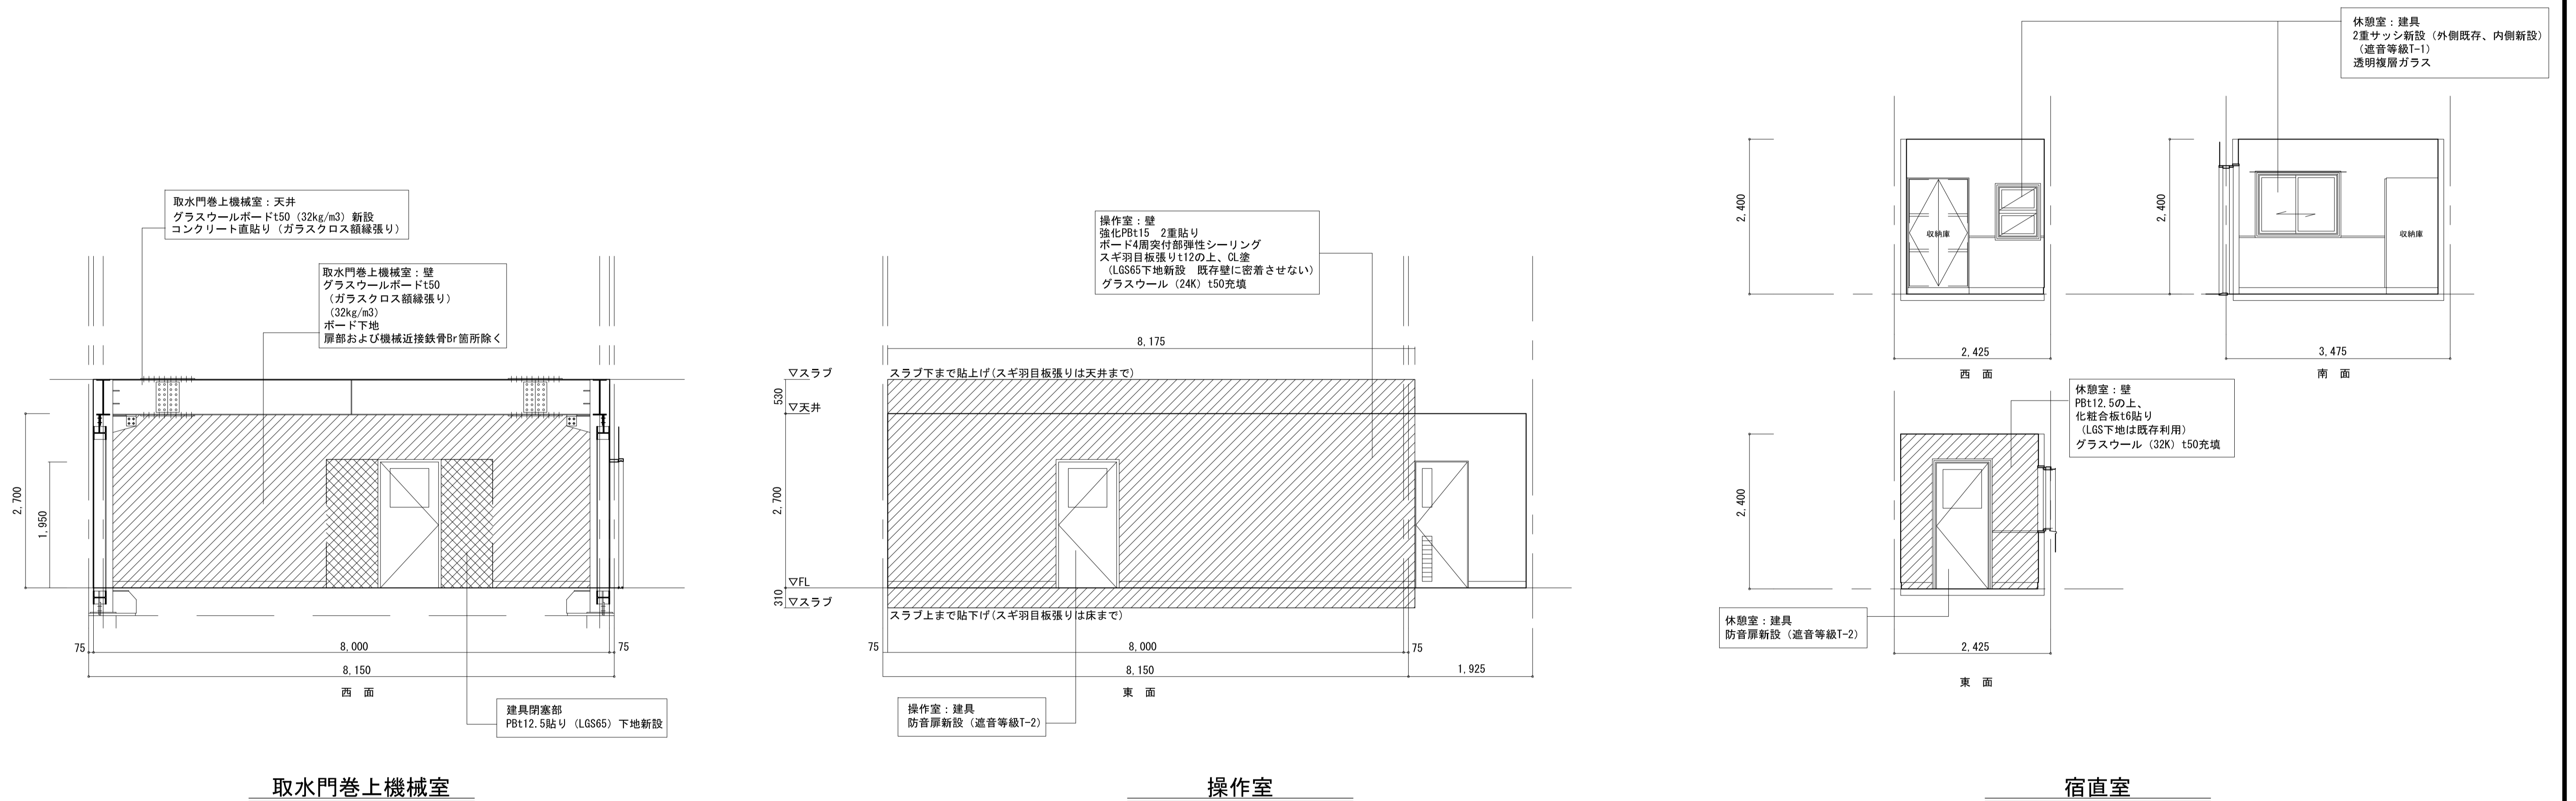 取水門巻上機械室：天井
グラスウールボードt50（32kg/m3）新設
コンクリート直貼り（ガラスクロス額縁張り）
取水門巻上機械室：壁
グラスウールボードt50
（ガラスクロス額縁張り）
（32kg/m3）
ボード下地
扉部および機械近接鉄骨Br箇所除く
2,700
1,950
75
8,000
75
8,150
西　面
建具閉塞部
PBt12.5貼り（LGS65）下地新設
取水門巻上機械室
操作室：壁
強化PBt15　2重貼り
ボード4周突付部弾性シーリング
スギ羽目板張りt12の上、CL塗
（LGS65下地新設　既存壁に密着させない）
グラスウール（24K）t50充填
8,175
▽スラブ
スラブ下まで貼上げ(スギ羽目板張りは天井まで)
530
▽天井
2,700
▽FL
310
▽スラブ
スラブ上まで貼下げ(スギ羽目板張りは床まで)
75
8,000
75
8,150
1,925
東　面
操作室：建具
防音扉新設（遮音等級T-2）
操作室
休憩室：建具
2重サッシ新設（外側既存、内側新設）
（遮音等級T-1）
透明複層ガラス
2,400
収納庫
2,425
西　面
2,400
収納庫
3,475
南　面
休憩室：壁
PBt12.5の上、
化粧合板t6貼り
（LGS下地は既存利用）
グラスウール（32K）t50充填
2,400
休憩室：建具
防音扉新設（遮音等級T-2）
2,425
東　面
宿直室